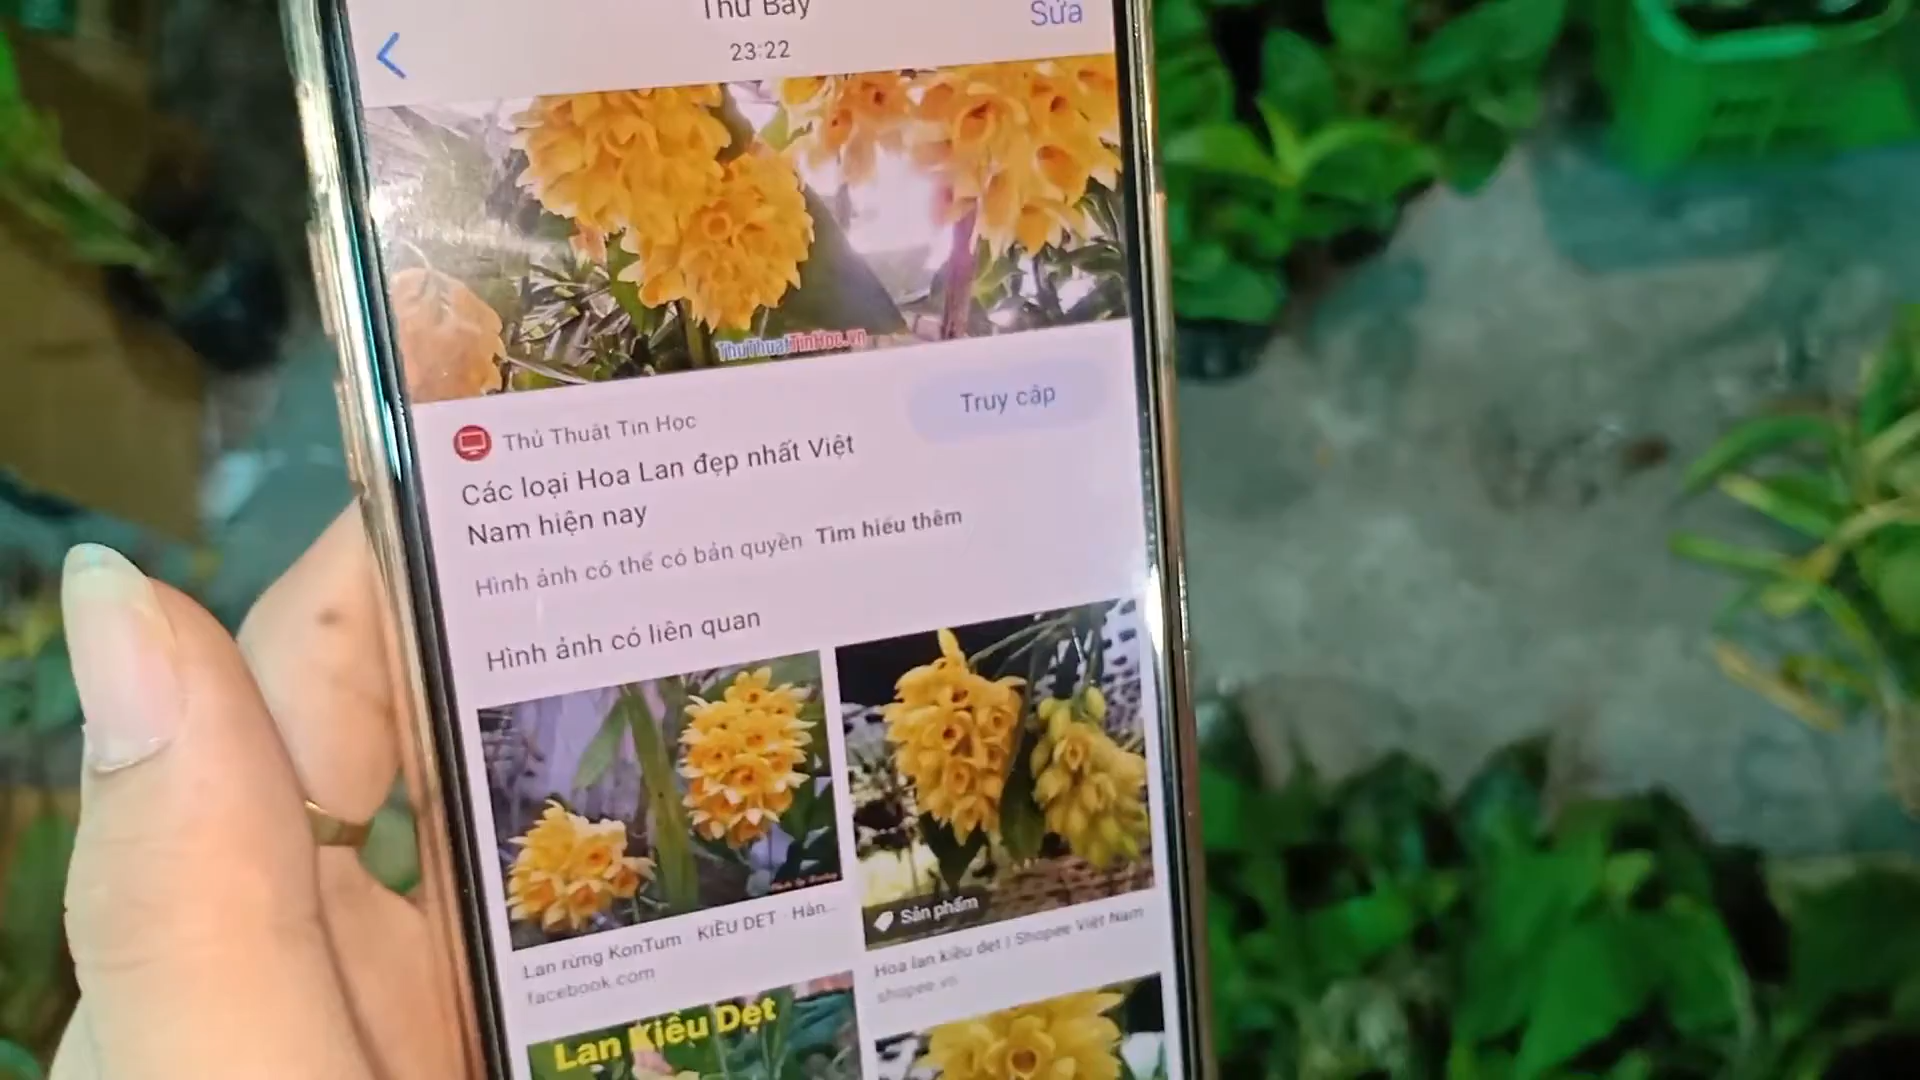 Thứ Bảy
Sửa
23:22
ThuThuatTinHoc.vn
Thủ Thuật Tin Học
Truy cập
Các loại Hoa Lan đẹp nhất Việt
Nam hiện nay
Hình ảnh có thể có bản quyền Tìm hiểu thêm
Hình ảnh có liên quan
Sản phẩm
Lan rừng KonTum - KIỀU DẸT - Hàn...
facebook.com
Hoa lan kiều dẹt | Shopee Việt Nam
shopee.vn
Lan Kiều Dẹt